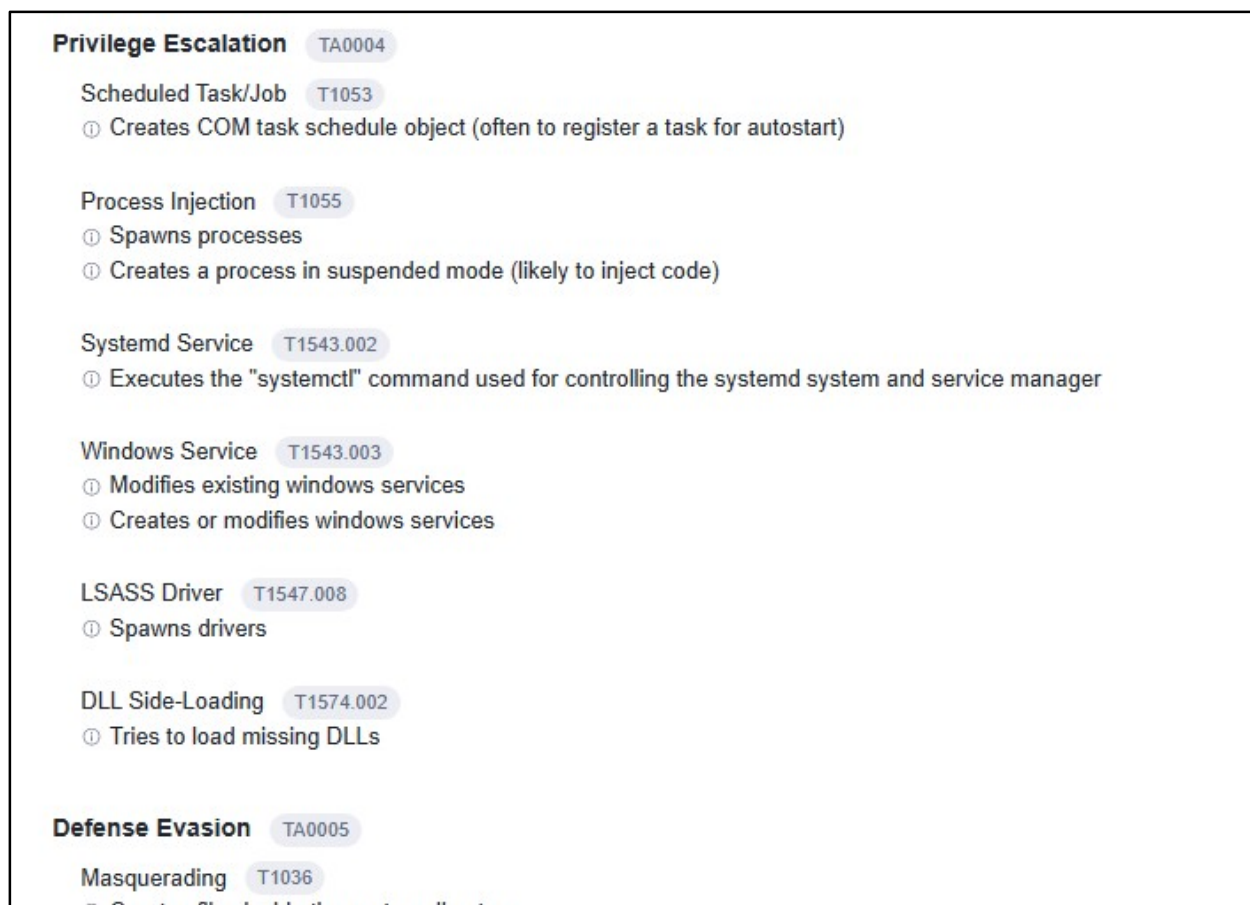 Privilege Escalation TA0004
Scheduled Task/Job T1053
Creates COM task schedule object (often to register a task for autostart)
Process Injection T1055
Spawns processes
Creates a process in suspended mode (likely to inject code)
Systemd Service T1543.002
Executes the "systemctl" command used for controlling the systemd system and service manager
Windows Service T1543.003
Modifies existing windows services
Creates or modifies windows services
LSASS Driver T1547.008
Spawns drivers
DLL Side-Loading T1574.002
Tries to load missing DLLs
Defense Evasion TA0005
Masquerading T1036